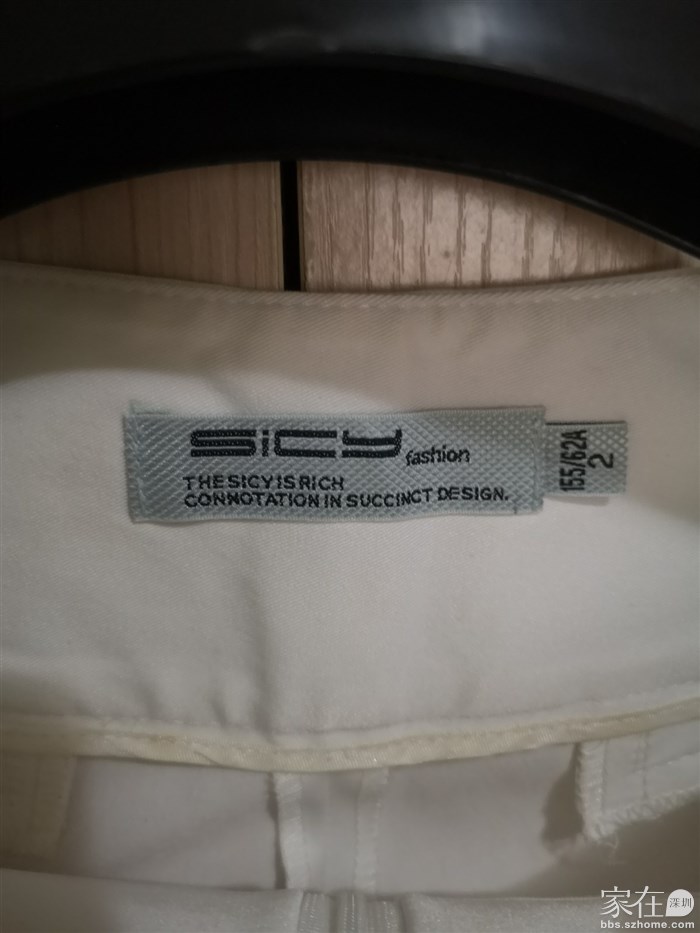 SiCY fashion
THE SICY IS RICH
CONNOTATION IN SUCCINCT DESIGN.
155/62A
2
家在深圳
bbs.szhome.com